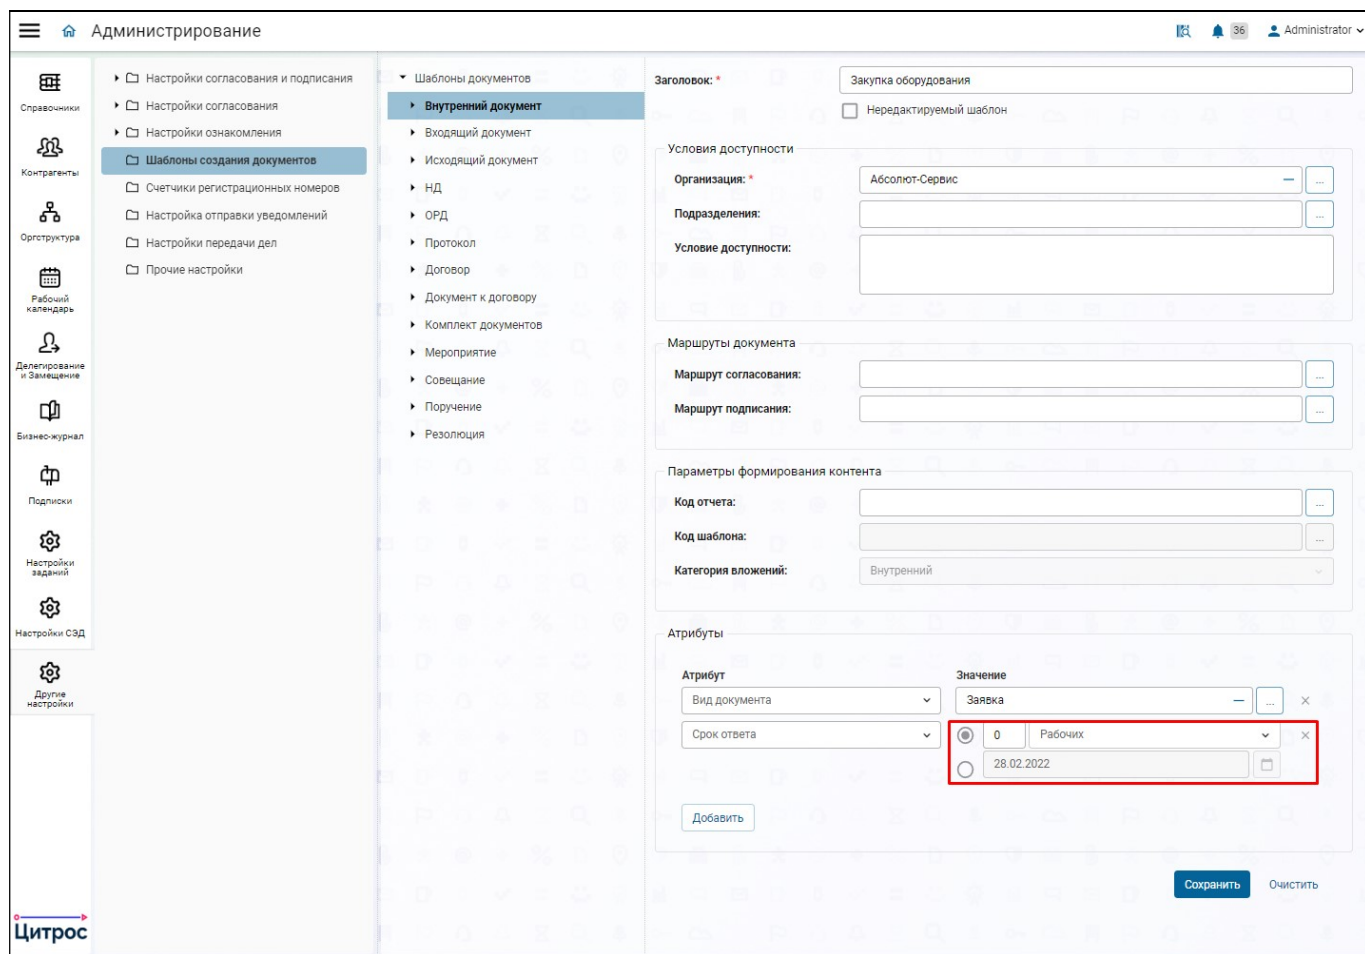 Администрирование
36
Administrator
Справочники
Контрагенты
Оргструктура
Рабочий
календарь
Делегирование
и Замещение
Бизнес-журнал
Подписки
Настройки
заданий
Настройки СЭД
Другие
настройки
Цитрос
Настройки согласования и подписания
Настройки согласования
Настройки ознакомления
Шаблоны создания документов
Счетчики регистрационных номеров
Настройка отправки уведомлений
Настройки передачи дел
Прочие настройки
Шаблоны документов
Внутренний документ
Входящий документ
Исходящий документ
НД
ОРД
Протокол
Договор
Документ к договору
Комплект документов
Мероприятие
Совещание
Поручение
Резолюция
Заголовок: * Закупка оборудования
Нередактируемый шаблон
Условия доступности
Организация: * Абсолют-Сервис ...
Подразделения: ...
Условие доступности:
Маршруты документа
Маршрут согласования: ...
Маршрут подписания: ...
Параметры формирования контента
Код отчета: ...
Код шаблона: ...
Категория вложений: Внутренний
Атрибуты
Атрибут Значение
Вид документа Заявка ...
Срок ответа 0 Рабочих
28.02.2022
Добавить
Сохранить Очистить